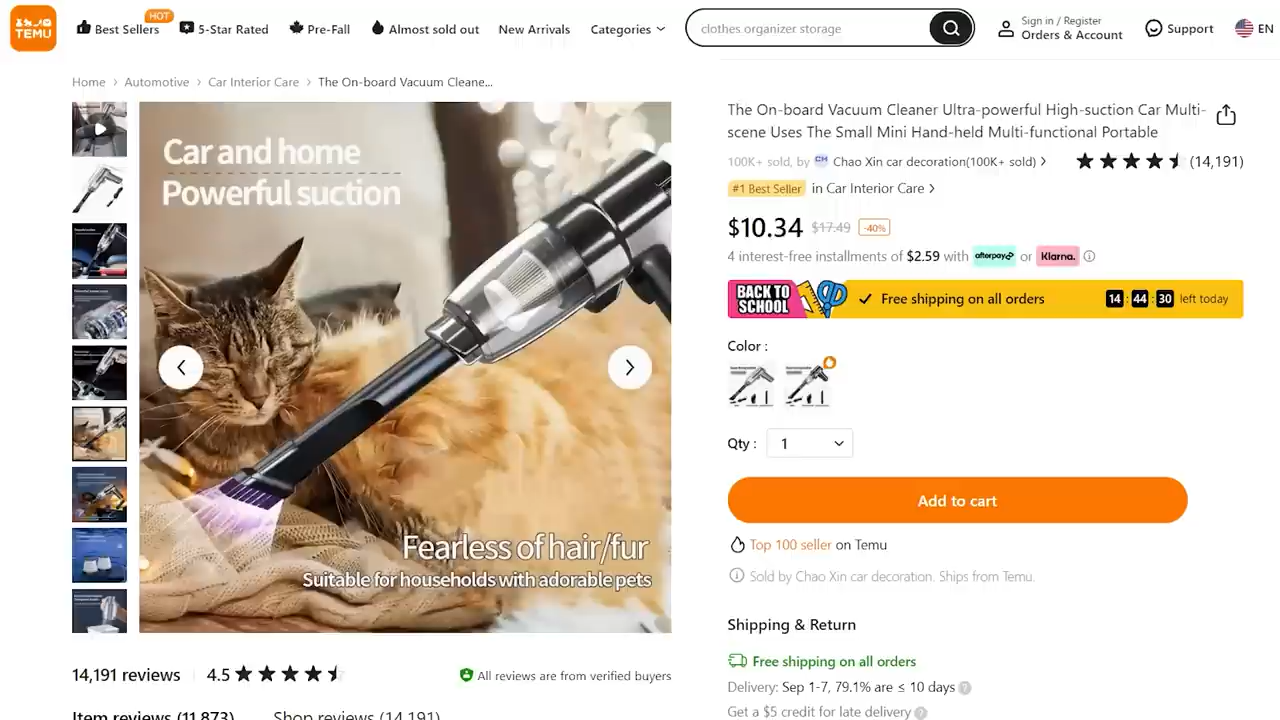 TEMU
Best Sellers
HOT
5-Star Rated
Pre-Fall
Almost sold out
New Arrivals
Categories
clothes organizer storage
Sign in / Register
Orders & Account
Support
EN
Home > Automotive > Car Interior Care > The On-board Vacuum Cleane...
Car and home
Powerful suction
Fearless of hair/fur
Suitable for households with adorable pets
14,191 reviews
4.5
All reviews are from verified buyers
Item reviews (11,873)
Shop reviews (14,191)
The On-board Vacuum Cleaner Ultra-powerful High-suction Car Multi-
scene Uses The Small Mini Hand-held Multi-functional Portable
100K+ sold, by CH Chao Xin car decoration(100K+ sold) >
(14,191)
#1 Best Seller in Car Interior Care >
$10.34 $17.49 -40%
4 interest-free installments of $2.59 with afterpay or Klarna.
BACK TO
SCHOOL
Free shipping on all orders
14 : 44 : 30 left today
Color :
Qty : 1
Add to cart
Top 100 seller on Temu
Sold by Chao Xin car decoration. Ships from Temu.
Shipping & Return
Free shipping on all orders
Delivery: Sep 1-7, 79.1% are ≤ 10 days
Get a $5 credit for late delivery